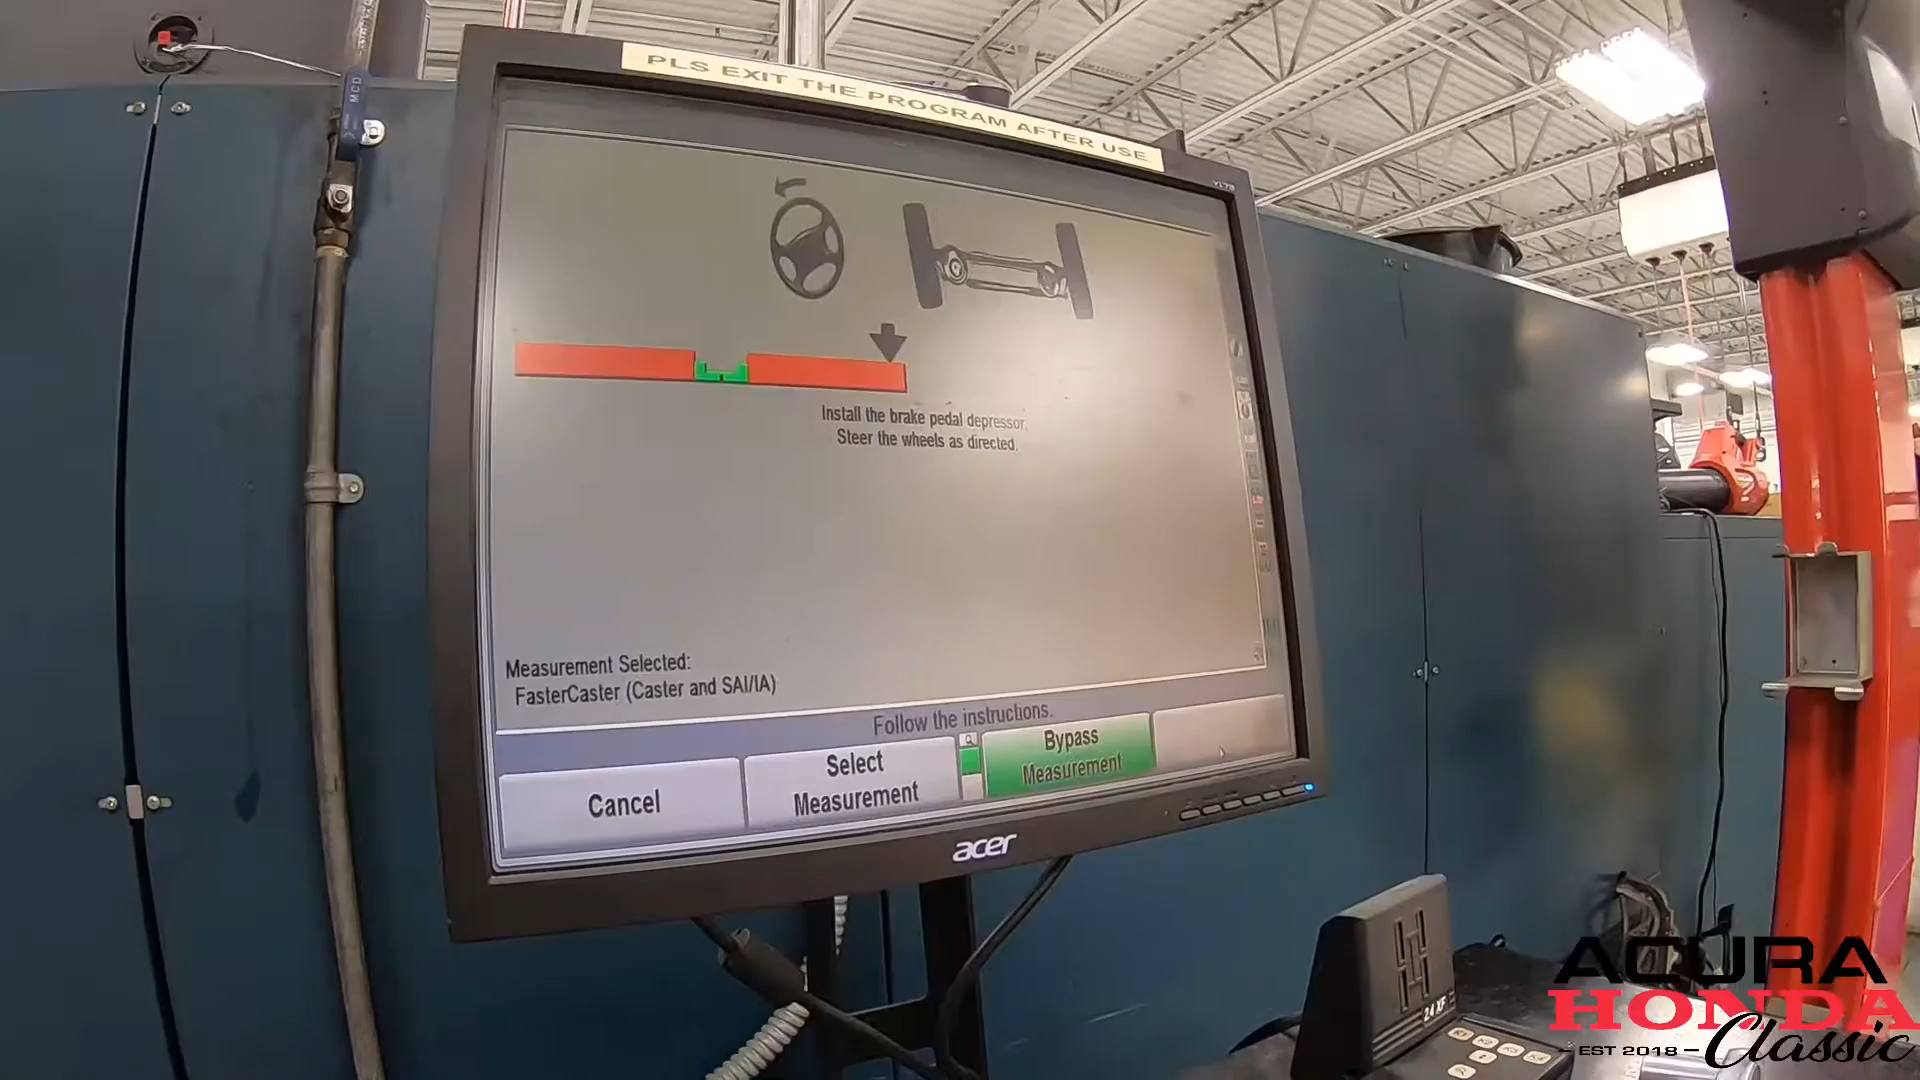 PLS EXIT THE PROGRAM AFTER USE
MCD
Install the brake pedal depressor.
Steer the wheels as directed.
Measurement Selected:
FasterCaster (Caster and SAI/IA)
Follow the instructions.
Cancel
Select
Measurement
Bypass
Measurement
acer
24 XF
ACURA
HONDA
- EST 2018 - Classic